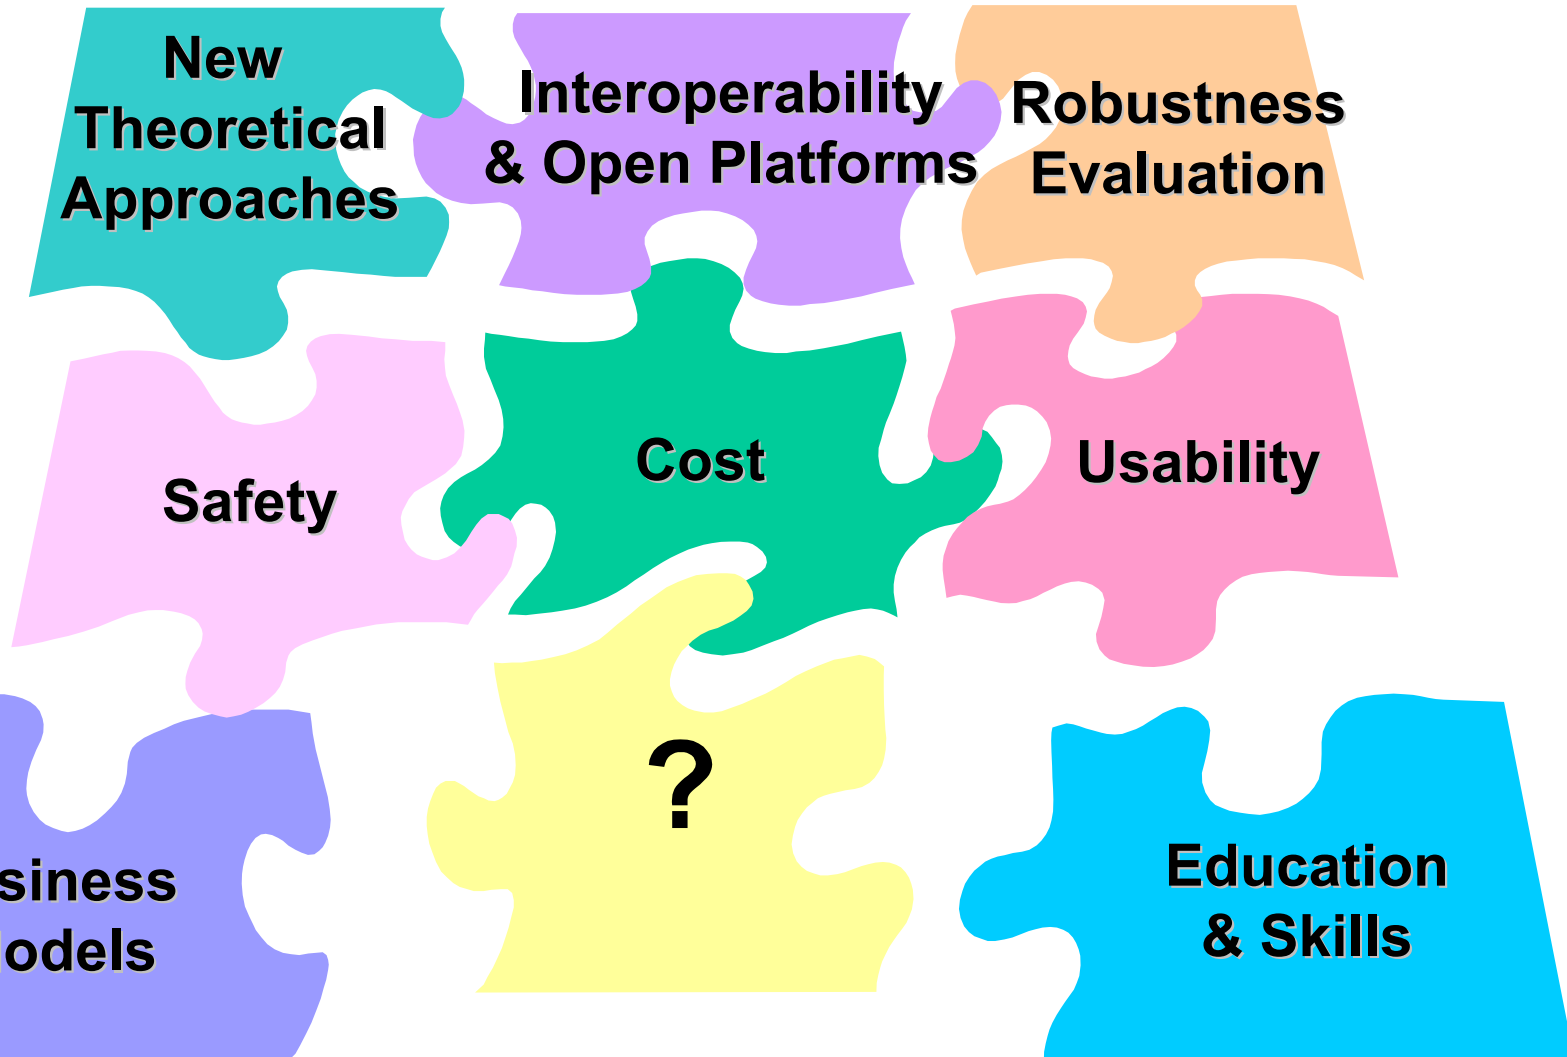 New
Theoretical
Approaches
Interoperability
& Open Platforms
Robustness
Evaluation
Safety
Cost
Usability
?
siness
odels
Education
& Skills